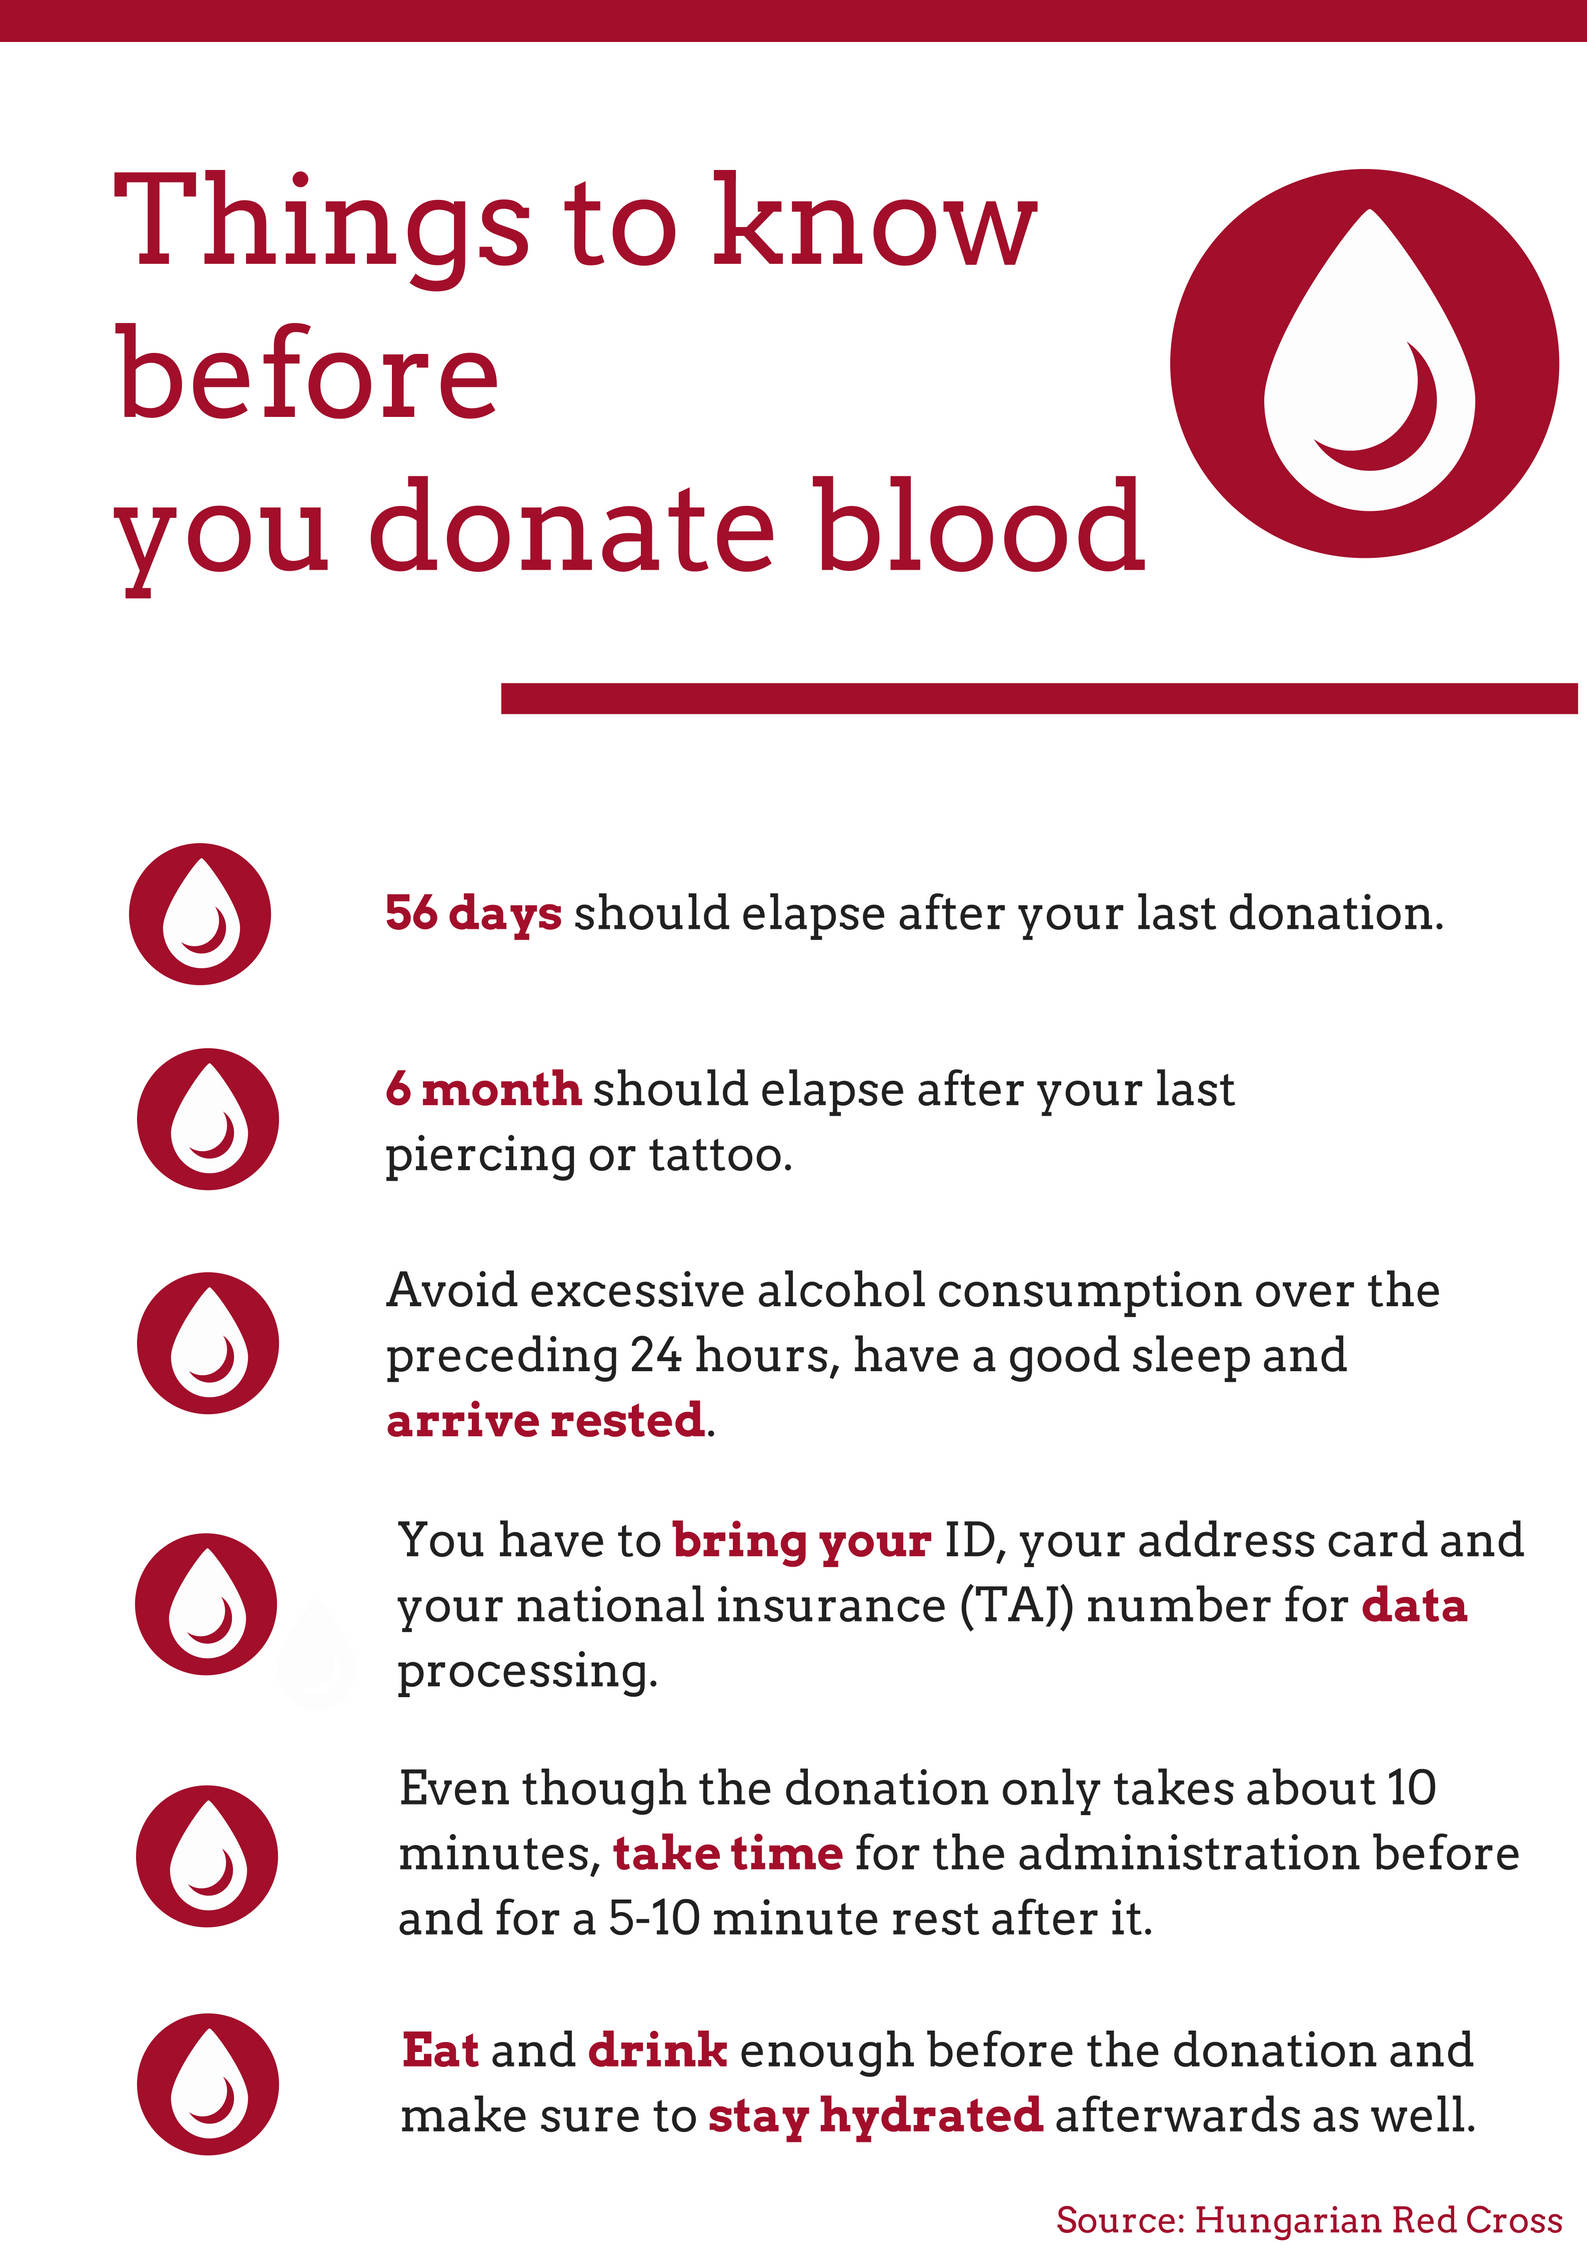 Things to know
before
you donate blood
56 days should elapse after your last donation.
6 month should elapse after your last
piercing or tattoo.
Avoid excessive alcohol consumption over the
preceding 24 hours, have a good sleep and
arrive rested.
You have to bring your ID, your address card and
your national insurance (TAJ) number for data
processing.
Even though the donation only takes about 10
minutes, take time for the administration before
and for a 5-10 minute rest after it.
Eat and drink enough before the donation and
make sure to stay hydrated afterwards as well.
Source: Hungarian Red Cross